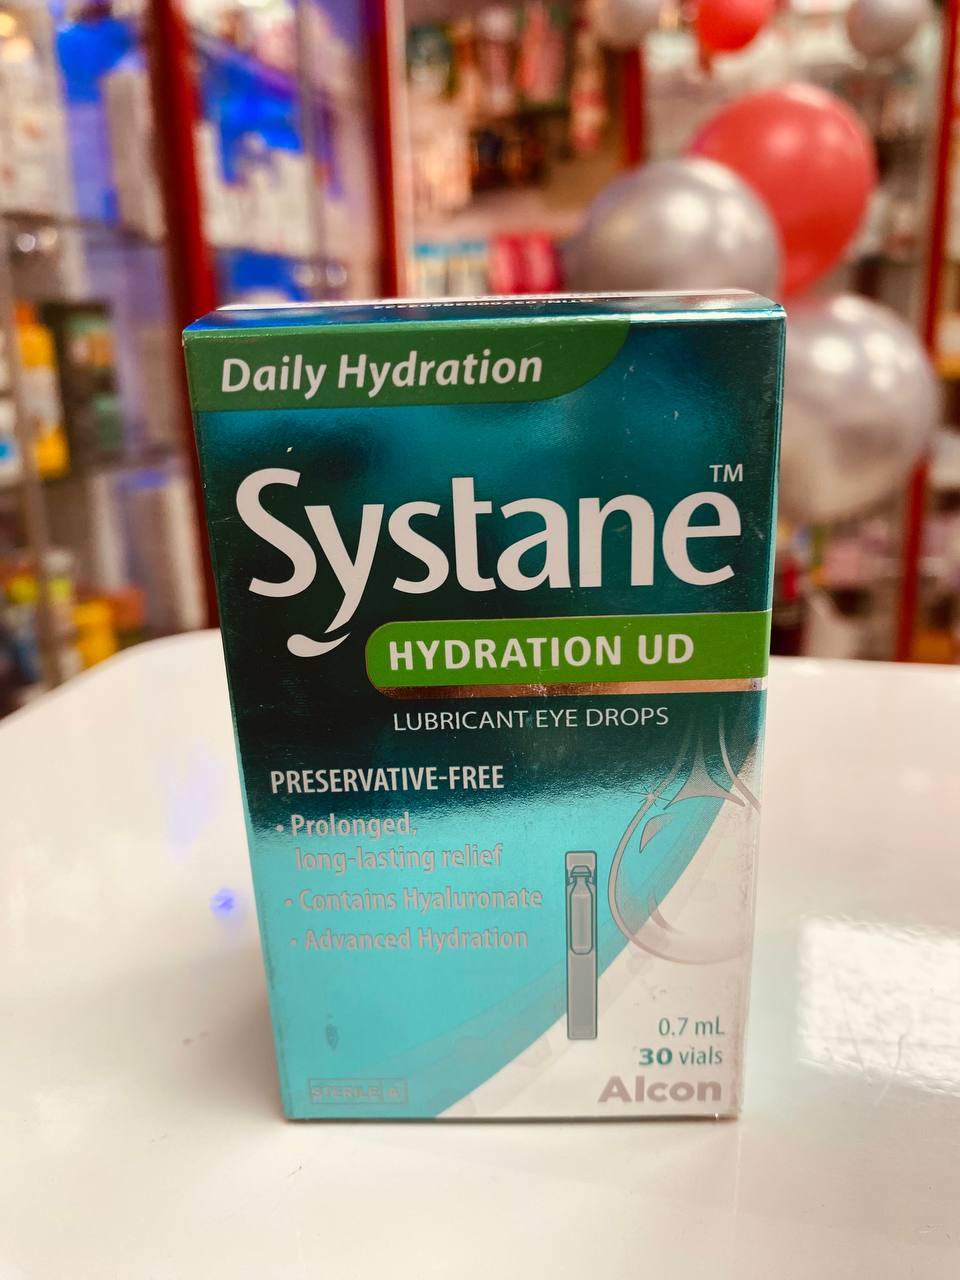 Daily Hydration
Systane™
HYDRATION UD
LUBRICANT EYE DROPS
PRESERVATIVE-FREE
• Prolonged,
long-lasting relief
• Contains Hyaluronate
• Advanced Hydration
0.7 mL
30 vials
STERILE A
Alcon